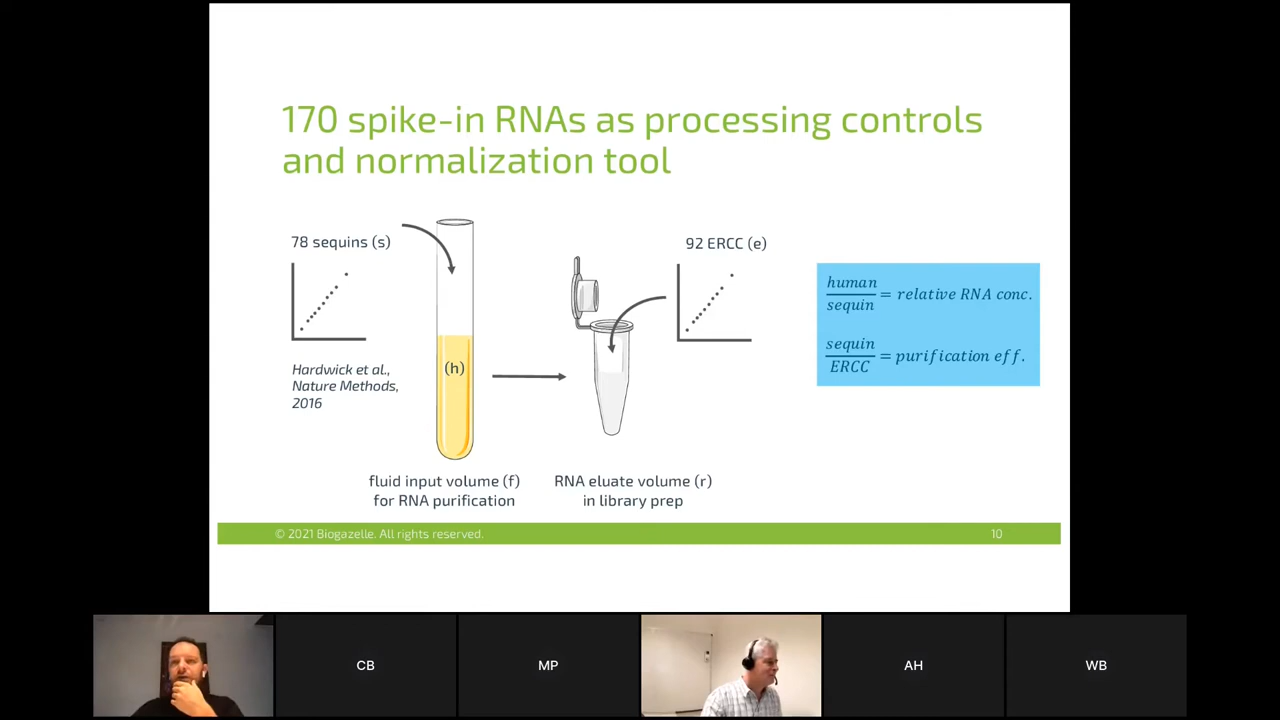 170 spike-in RNAs as processing controls
and normalization tool
78 sequins (s)
Hardwick et al.,
Nature Methods,
2016
(h)
fluid input volume (f)
for RNA purification
92 ERCC (e)
RNA eluate volume (r)
in library prep
human
sequin
= relative RNA conc.
sequin
ERCC
= purification eff.
© 2021 Biogazelle. All rights reserved.
10
CB
MP
AH
WB